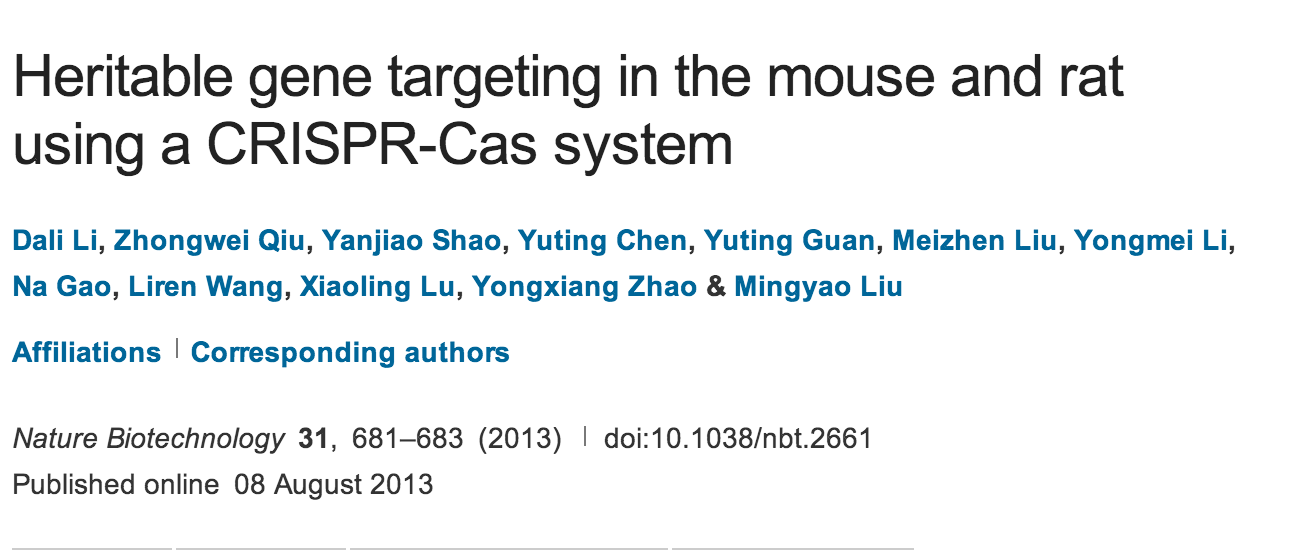 Heritable gene targeting in the mouse and rat
using a CRISPR-Cas system
Dali Li, Zhongwei Qiu, Yanjiao Shao, Yuting Chen, Yuting Guan, Meizhen Liu, Yongmei Li,
Na Gao, Liren Wang, Xiaoling Lu, Yongxiang Zhao & Mingyao Liu
Affiliations | Corresponding authors
Nature Biotechnology 31, 681–683 (2013) | doi:10.1038/nbt.2661
Published online 08 August 2013